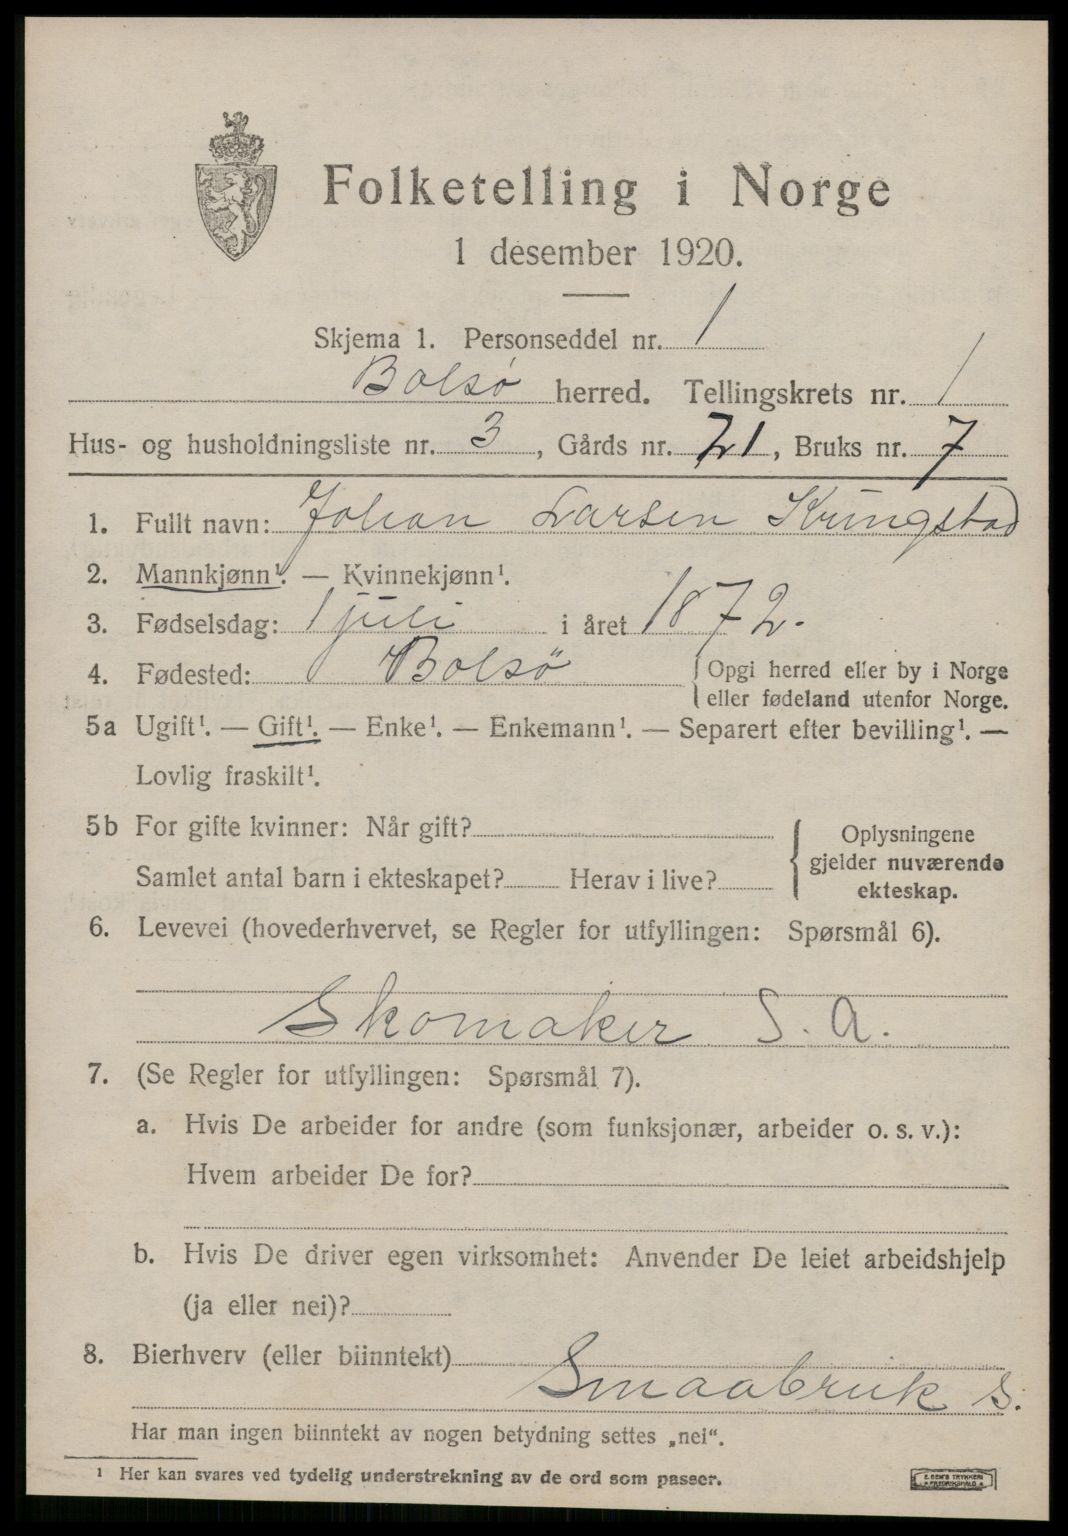 Folketelling i Norge
1 desember 1920.
Skjema 1. Personseddel nr. 1
Bolsø herred. Tellingskrets nr. 1
Hus- og husholdningsliste nr. 3, Gårds nr. 21, Bruks nr. 7
1. Fullt navn: Johan Larsen Kringstad
2. Mannkjønn¹. — Kvinnekjønn¹.
3. Fødselsdag: 1 juli i året 1872.
4. Fødested: Bolsö { Opgi herred eller by i Norge
eller fødeland utenfor Norge.
5a Ugift¹. — Gift¹. — Enke¹. — Enkemann¹. — Separert efter bevilling¹. —
Lovlig fraskilt¹.
5b For gifte kvinner: Når gift?
Samlet antal barn i ekteskapet? Herav i live?
Oplysningene
gjelder nuværende
ekteskap.
6. Levevei (hovederhvervet, se Regler for utfyllingen: Spørsmål 6).
Skomaker S. A.
7. (Se Regler for utfyllingen: Spørsmål 7).
a. Hvis De arbeider for andre (som funksjonær, arbeider o. s. v.):
Hvem arbeider De for?
b. Hvis De driver egen virksomhet: Anvender De leiet arbeidshjelp
(ja eller nei)?
8. Bierhverv (eller biinntekt)
Smaabruk S.
Har man ingen biinntekt av nogen betydning settes „nei“.
¹ Her kan svares ved tydelig understrekning av de ord som passer.